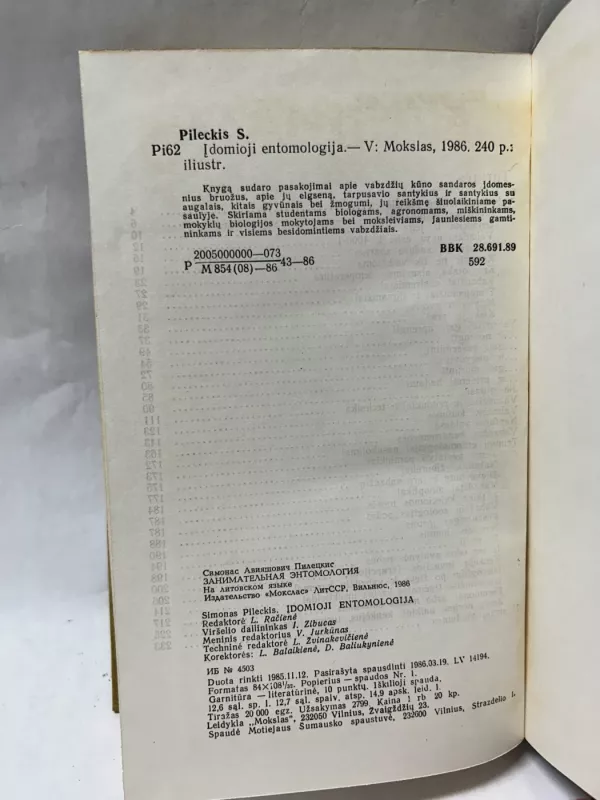 Pileckis S.
Pi62 Įdomioji entomologija.— V: Mokslas, 1986. 240 p.:
iliustr.
Knygą sudaro pasakojimai apie vabzdžių kūno sandaros įdomes-
nius bruožus, apie jų elgseną, tarpusavio santykius ir santykius su
augalais, kitais gyvūnais bei žmogumi, jų reikšmę šiuolaikiniame pa-
saulyje. Skiriama studentams biologams, agronomams, miškininkams,
mokyklų biologijos mokytojams bei moksleiviams, jauniesiems gamti-
ninkams ir visiems besidomintiems vabzdžiais.
P 2005000000—073 / M 854(08)—86 43—86
BBK 28.691.89
592
Симонас Авияшович Пилецкис
ЗАНИМАТЕЛЬНАЯ ЭНТОМОЛОГИЯ
На литовском языке
Издательство «Мокслас» ЛитССР, Вильнюс, 1986
Simonas Pileckis, ĮDOMIOJI ENTOMOLOGIJA
Redaktorė L. Račienė
Viršelio dailininkas I. Zibucas
Meninis redaktorius V. Jurkūnas
Techninė redaktorė L. Zvinakevičienė
Korektorės: L. Balaikienė, D. Baliukynienė
ИБ № 4503
Duota rinkti 1985.11.12. Pasirašyta spausdinti 1986.03.19. LV 14194.
Formatas 84×108¹/₃₂. Popierius — spaudos Nr. 1.
Garnitūra — literatūrinė, 10 punktų. Iškilioji spauda.
12,6 sąl. sp. l. 12,7 sąl. spalv. atsp. 14,9 apsk. leid. l.
Tiražas 20 000 egz. Užsakymas 2799 Kaina 1 rb 20 kp.
Leidykla „Mokslas“, 232050 Vilnius, Žvaigždžių 23.
Spaudė Motiejaus Šumausko spaustuvė, 232600 Vilnius, Strazdelio 1.